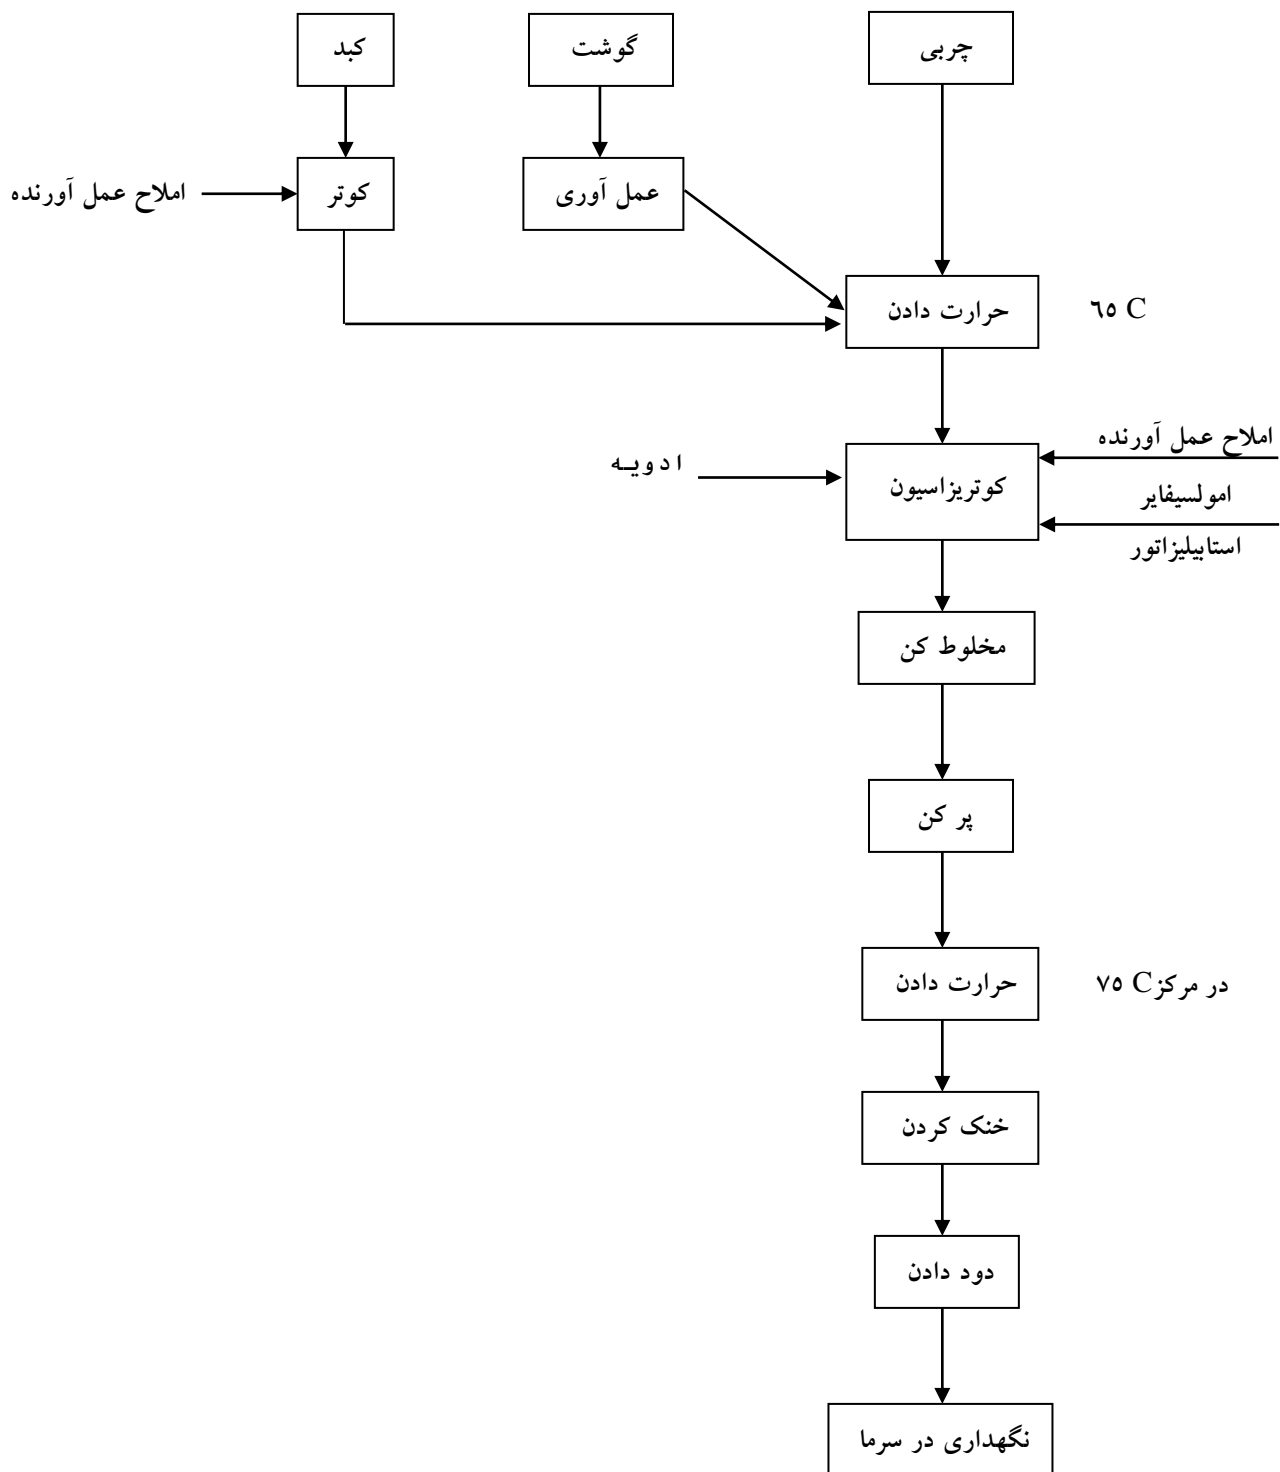 چربی
گوشت
کبد
عمل آوری
کوتر
املاح عمل آورنده
حرارت دادن
٦٥ C
املاح عمل آورنده
ادویـه
کوتریزاسیون
امولسیفایر
استابیلیزاتور
مخلوط کن
پر کن
حرارت دادن
٧٥ C در مرکز
خنک کردن
دود دادن
نگهداری در سرما